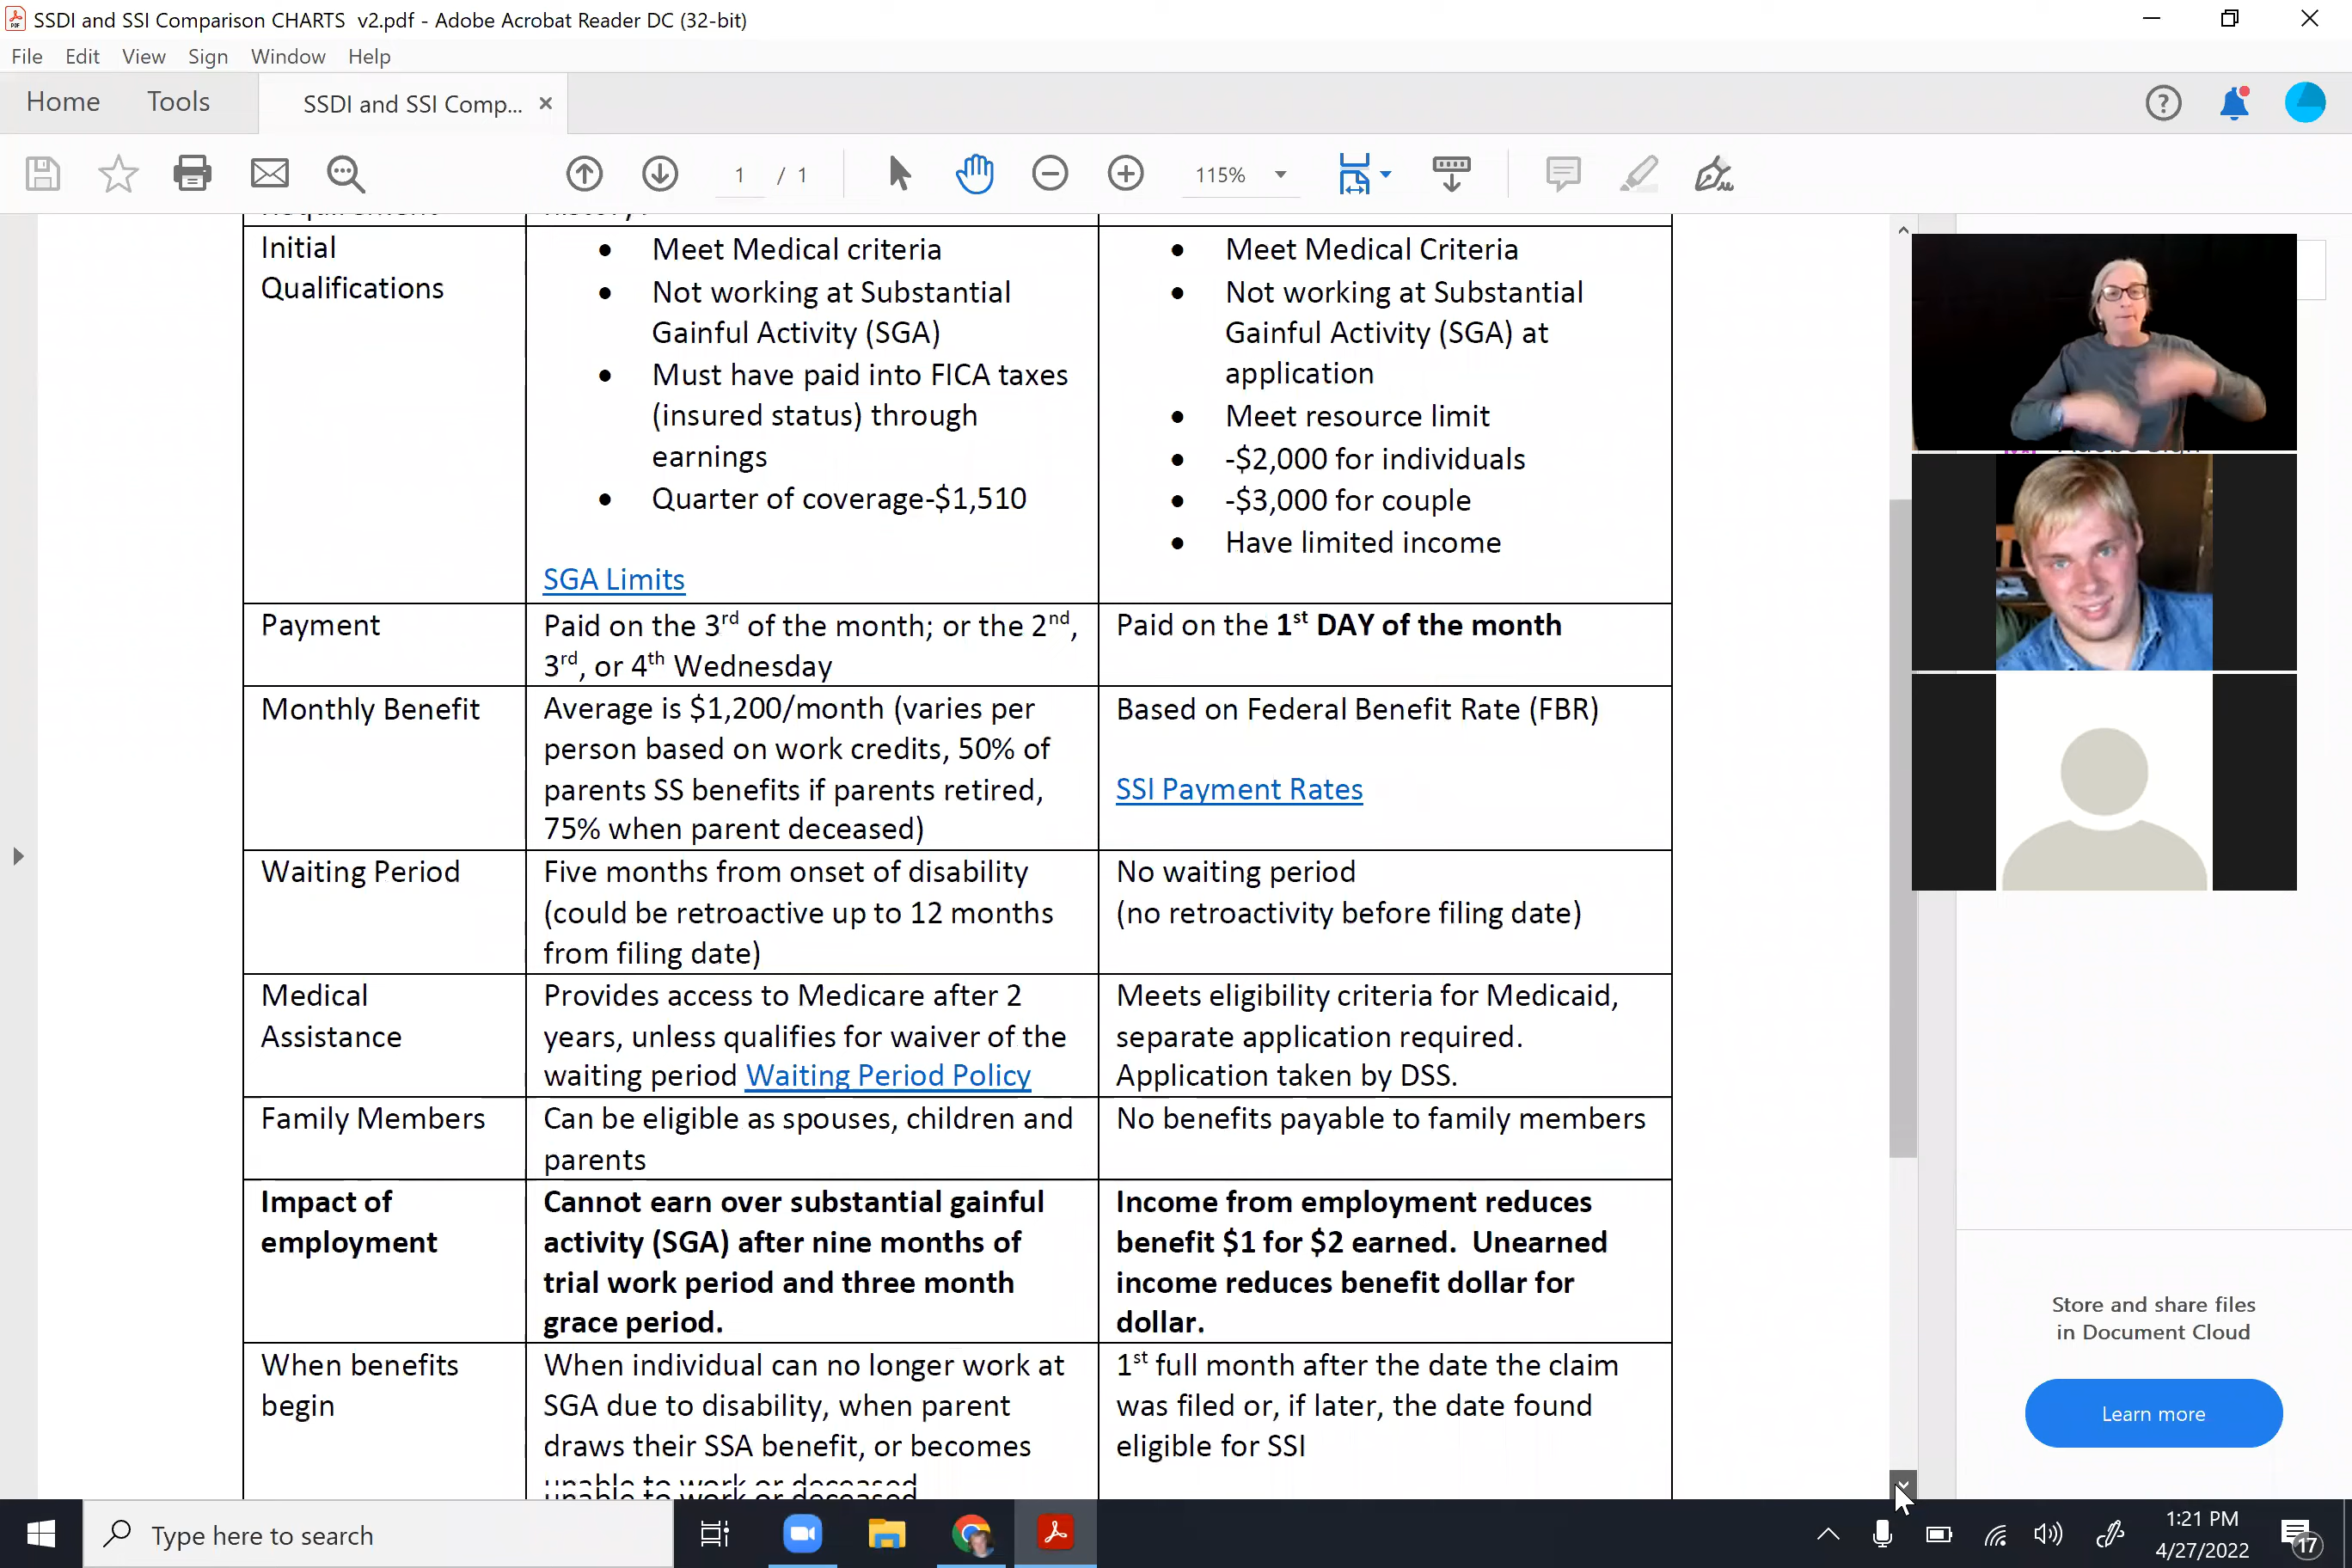 SSDI and SSI Comparison CHARTS v2.pdf - Adobe Acrobat Reader DC (32-bit)
File Edit View Sign Window Help
Home Tools SSDI and SSI Comp... ×
1 / 1 115%
Requirement history.
Initial
Qualifications
• Meet Medical criteria
• Not working at Substantial
Gainful Activity (SGA)
• Must have paid into FICA taxes
(insured status) through
earnings
• Quarter of coverage-$1,510
SGA Limits
• Meet Medical Criteria
• Not working at Substantial
Gainful Activity (SGA) at
application
• Meet resource limit
• -$2,000 for individuals
• -$3,000 for couple
• Have limited income
Payment
Paid on the 3rd of the month; or the 2nd,
3rd, or 4th Wednesday
Paid on the 1st DAY of the month
Monthly Benefit
Average is $1,200/month (varies per
person based on work credits, 50% of
parents SS benefits if parents retired,
75% when parent deceased)
Based on Federal Benefit Rate (FBR)
SSI Payment Rates
Waiting Period
Five months from onset of disability
(could be retroactive up to 12 months
from filing date)
No waiting period
(no retroactivity before filing date)
Medical
Assistance
Provides access to Medicare after 2
years, unless qualifies for waiver of the
waiting period Waiting Period Policy
Meets eligibility criteria for Medicaid,
separate application required.
Application taken by DSS.
Family Members
Can be eligible as spouses, children and
parents
No benefits payable to family members
Impact of
employment
Cannot earn over substantial gainful
activity (SGA) after nine months of
trial work period and three month
grace period.
Income from employment reduces
benefit $1 for $2 earned. Unearned
income reduces benefit dollar for
dollar.
When benefits
begin
When individual can no longer work at
SGA due to disability, when parent
draws their SSA benefit, or becomes
unable to work or deceased
1st full month after the date the claim
was filed or, if later, the date found
eligible for SSI
Adobe Sign
Store and share files
in Document Cloud
Learn more
Type here to search
1:21 PM
4/27/2022
17